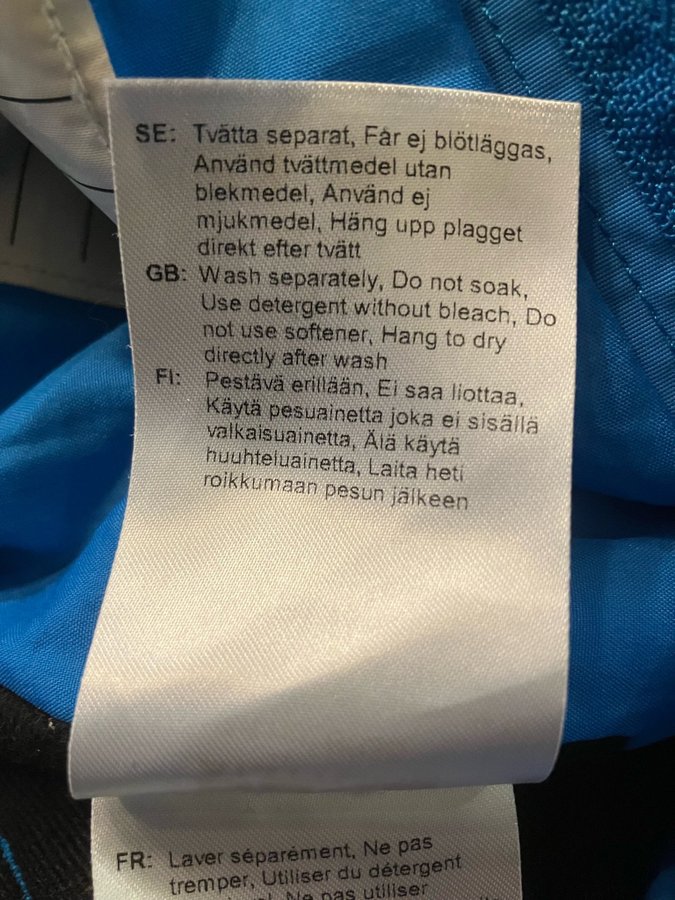 SE: Tvätta separat, Får ej blötläggas,
Använd tvättmedel utan
blekmedel, Använd ej
mjukmedel, Häng upp plagget
direkt efter tvätt
GB: Wash separately, Do not soak,
Use detergent without bleach, Do
not use softener, Hang to dry
directly after wash
FI: Pestävä erillään, Ei saa liottaa,
Käytä pesuainetta joka ei sisällä
valkaisuainetta, Älä käytä
huuhteluainetta, Laita heti
roikkumaan pesun jälkeen
FR: Laver séparément, Ne pas
tremper, Utiliser du détergent
Ne pas utiliser